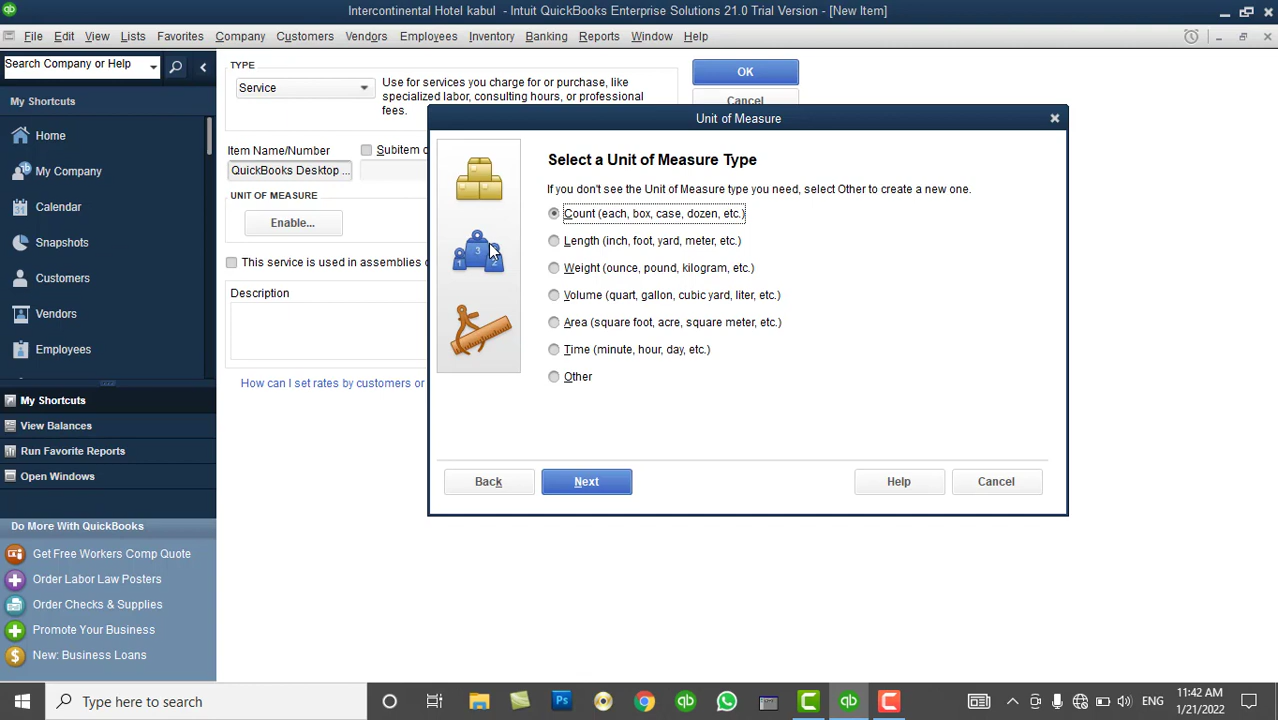 Intercontinental Hotel kabul - Intuit QuickBooks Enterprise Solutions 21.0 Trial Version - [New Item]
File Edit View Lists Favorites Company Customers Vendors Employees Inventory Banking Reports Window Help
Search Company or Help
My Shortcuts
Home
My Company
Calendar
Snapshots
Customers
Vendors
Employees
My Shortcuts
View Balances
Run Favorite Reports
Open Windows
Do More With QuickBooks
Get Free Workers Comp Quote
Order Labor Law Posters
Order Checks & Supplies
Promote Your Business
New: Business Loans
TYPE
Service
Use for services you charge for or purchase, like
specialized labor, consulting hours, or professional
fees.
OK
Cancel
Item Name/Number
Subitem o
QuickBooks Desktop ...
UNIT OF MEASURE
Enable...
This service is used in assemblies o
Description
How can I set rates by customers or
Unit of Measure
Select a Unit of Measure Type
If you don't see the Unit of Measure type you need, select Other to create a new one.
Count (each, box, case, dozen, etc.)
Length (inch, foot, yard, meter, etc.)
Weight (ounce, pound, kilogram, etc.)
Volume (quart, gallon, cubic yard, liter, etc.)
Area (square foot, acre, square meter, etc.)
Time (minute, hour, day, etc.)
Other
1 3 2
Back
Next
Help
Cancel
Type here to search
Ps
ENG
11:42 AM
1/21/2022